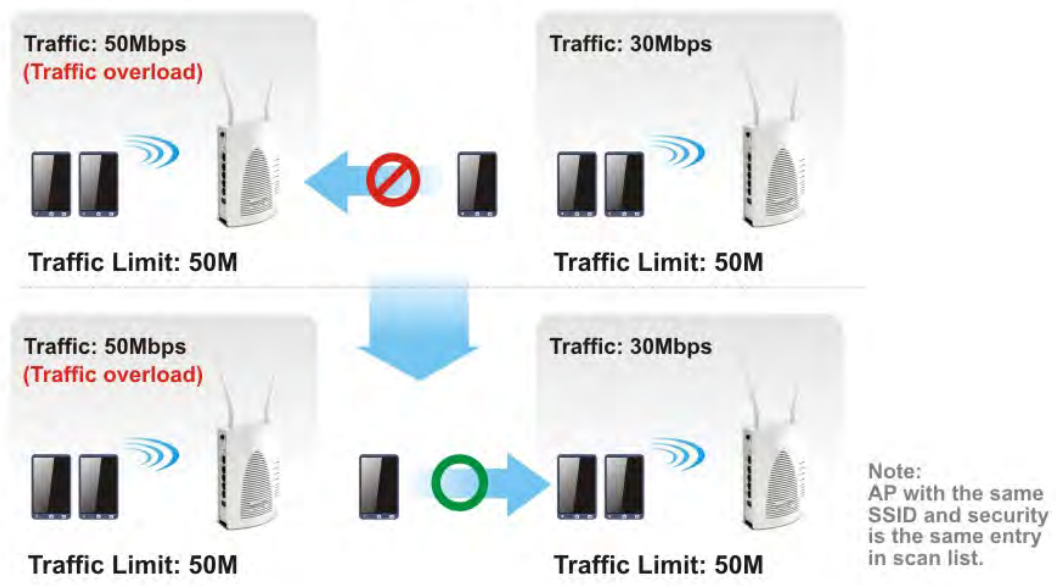 Traffic: 50Mbps
(Traffic overload)
Traffic: 30Mbps
Traffic Limit: 50M
Traffic Limit: 50M
Traffic: 50Mbps
(Traffic overload)
Traffic: 30Mbps
Traffic Limit: 50M
Traffic Limit: 50M
Note:
AP with the same
SSID and security
is the same entry
in scan list.